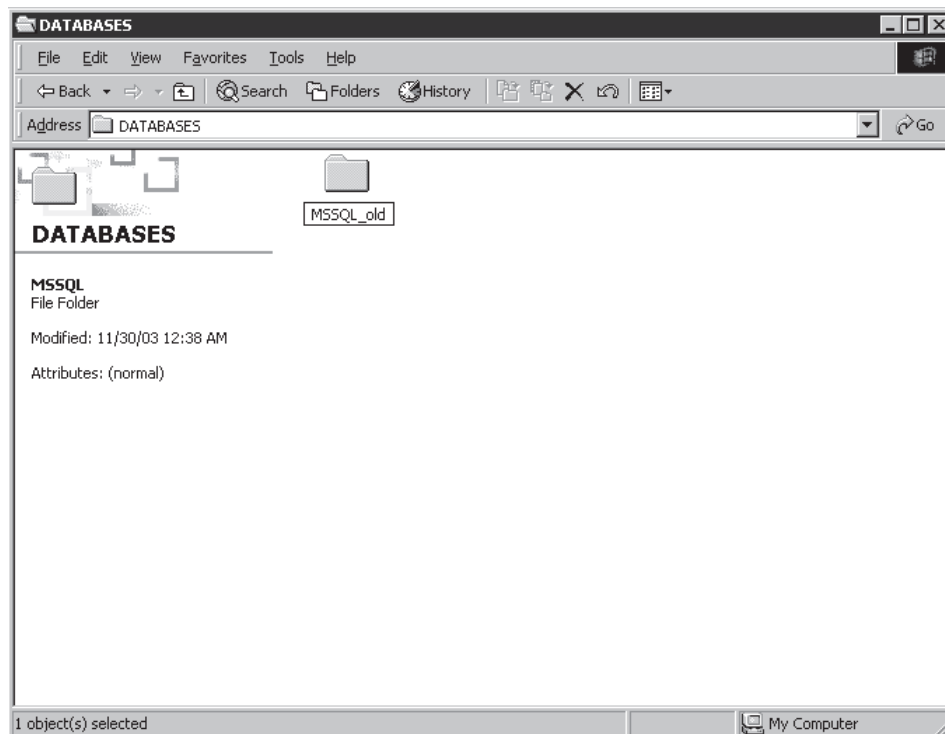 DATABASES
File Edit View Favorites Tools Help
Back Search Folders History
Address DATABASES Go
MSSQL_old
DATABASES
MSSQL
File Folder
Modified: 11/30/03 12:38 AM
Attributes: (normal)
1 object(s) selected My Computer